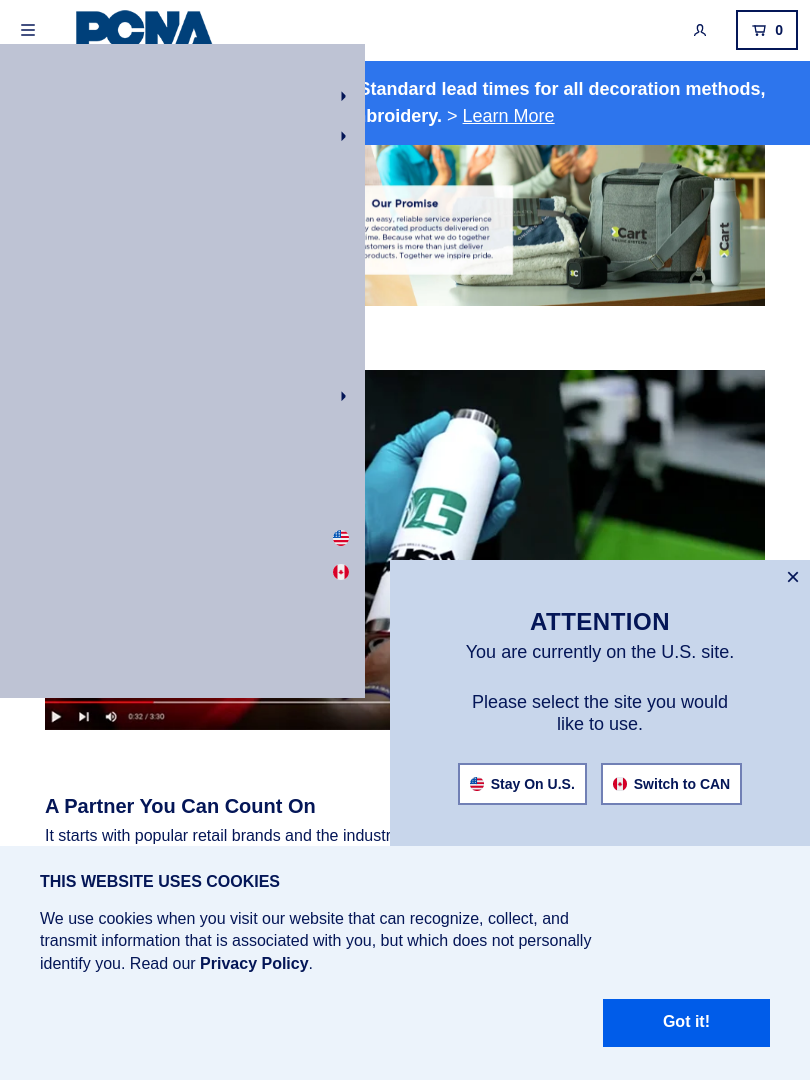 PCNA
0
Standard lead times for all decoration methods,
broidery. > Learn More
Our Promise
an easy, reliable service experience
y decorated products delivered on
ime. Because what we do together
stomers is more than just deliver
products. Together we inspire pride.
Cart
Cart
G
0:32 / 3:30
×
ATTENTION
You are currently on the U.S. site.
Please select the site you would
like to use.
Stay On U.S.
Switch to CAN
A Partner You Can Count On
It starts with popular retail brands and the industr
THIS WEBSITE USES COOKIES
We use cookies when you visit our website that can recognize, collect, and
transmit information that is associated with you, but which does not personally
identify you. Read our Privacy Policy.
Got it!